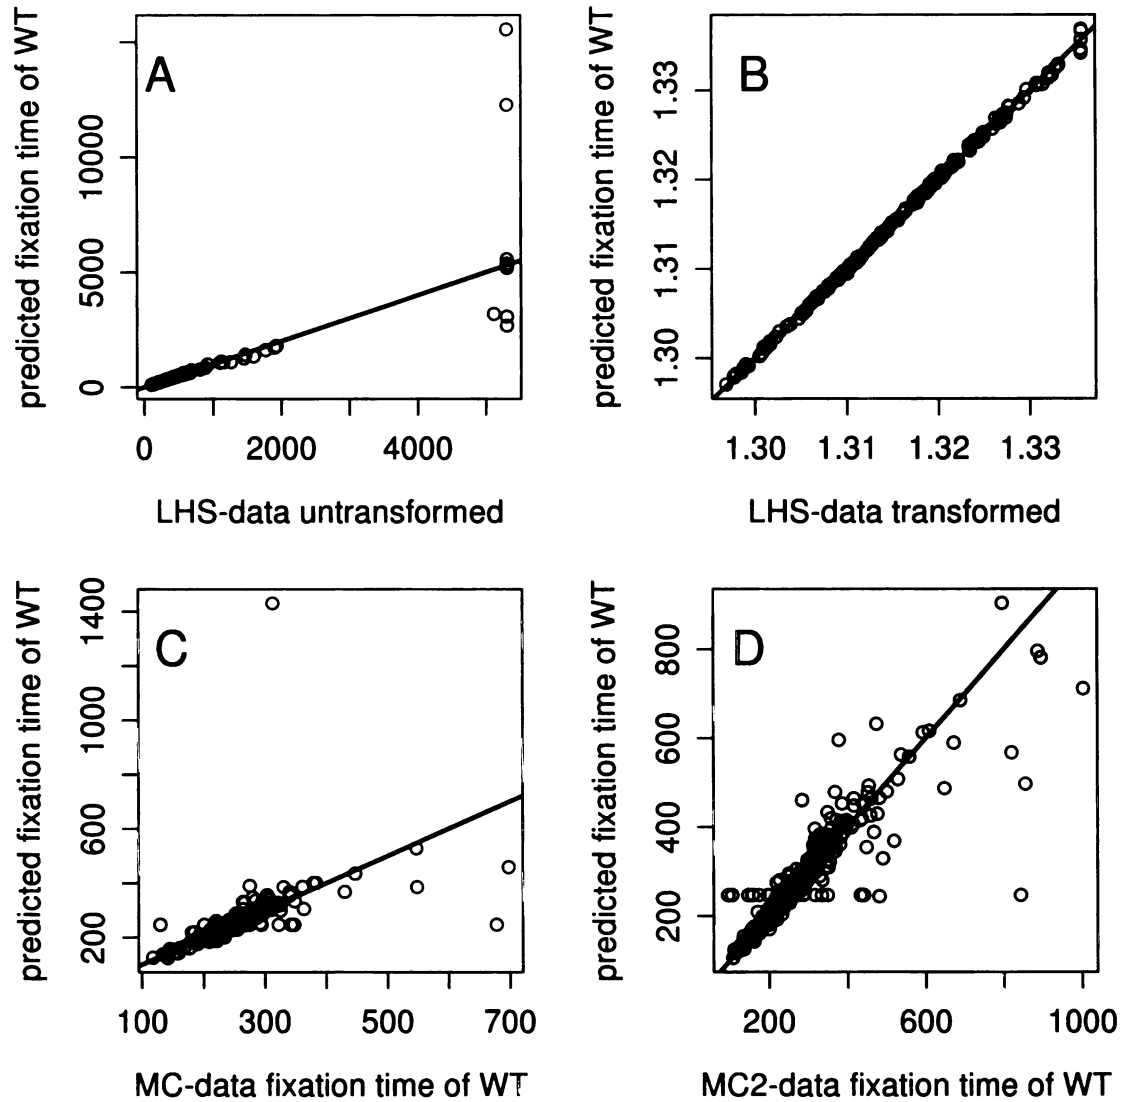 predicted fixation time of WT
A
0 5000 10000
0 2000 4000
LHS-data untransformed
predicted fixation time of WT
B
1.30 1.31 1.32 1.33
1.30 1.31 1.32 1.33
LHS-data transformed
predicted fixation time of WT
C
200 600 1000 1400
100 300 500 700
MC-data fixation time of WT
predicted fixation time of WT
D
200 400 600 800
200 600 1000
MC2-data fixation time of WT